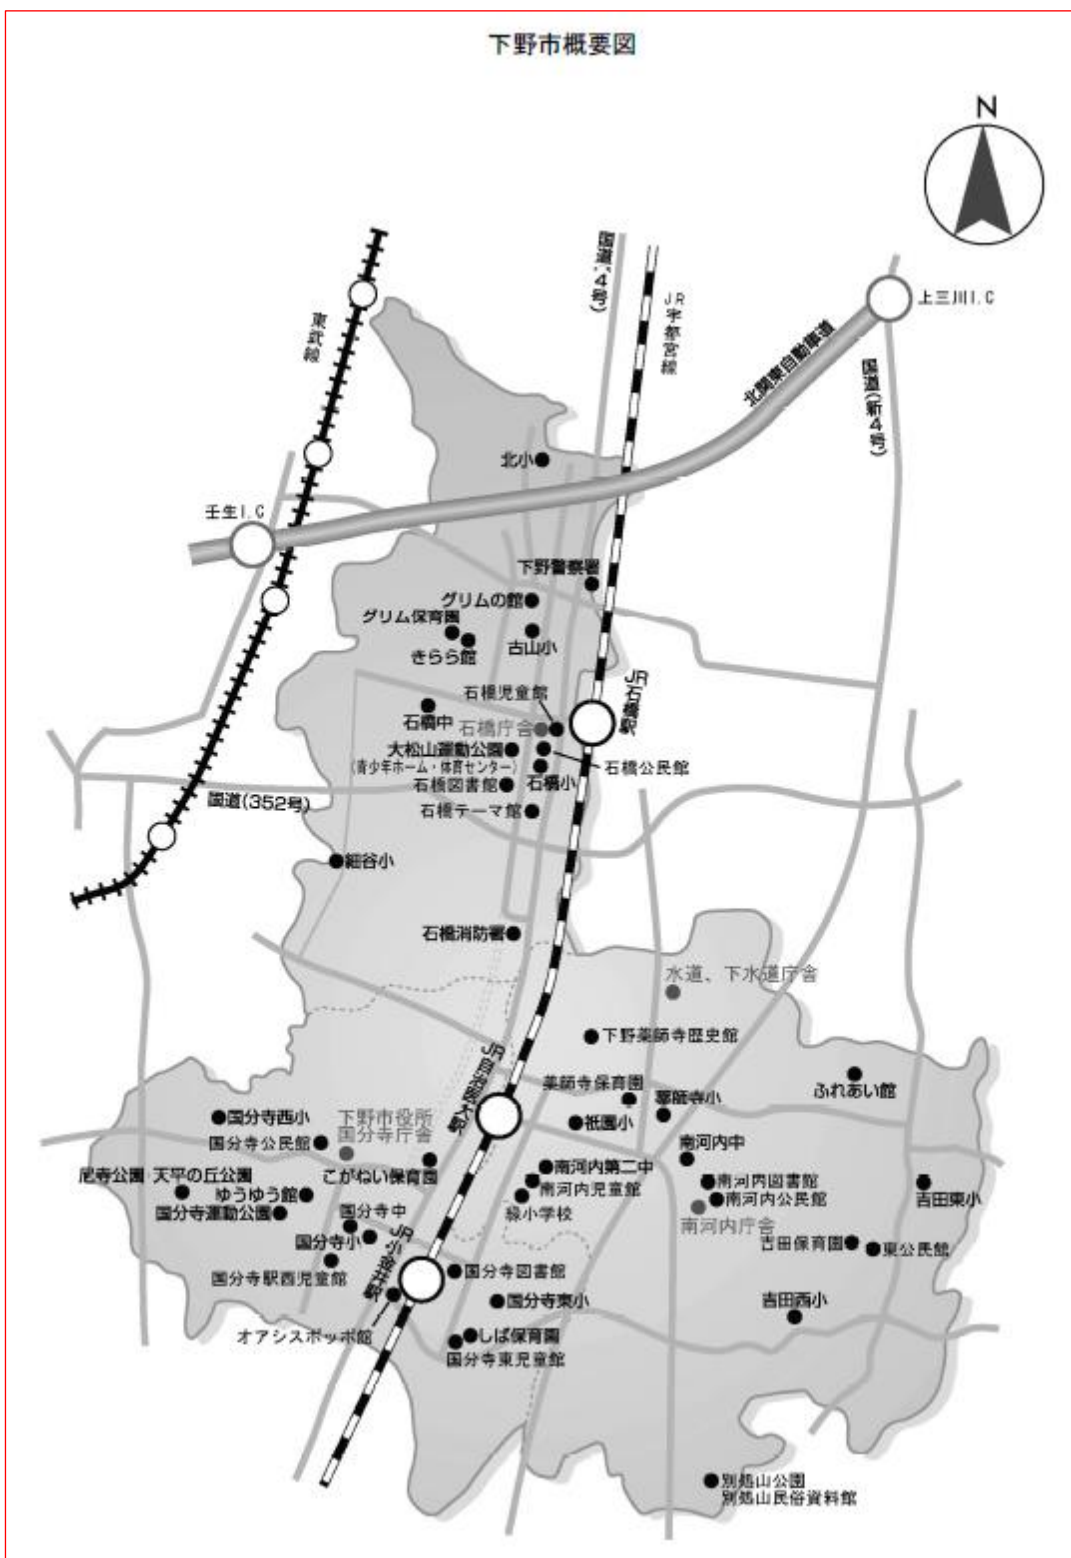 下野市概要図
N
国道(4号)
JR宇都宮線
上三川I.C
東武線
北関東自動車道
国道(新4号)
北小
壬生I.C
下野警察署
グリムの館
グリム保育園
きらら館
古山小
石橋児童館
JR石橋駅
石橋中
石橋庁舎
大松山運動公園
(青少年ホーム・体育センター)
石橋公民館
石橋小
石橋図書館
国道(352号)
石橋テーマ館
細谷小
石橋消防署
水道、下水道庁舎
下野薬師寺歴史館
JR自治医大駅
薬師寺保育園
ふれあい館
薬師寺小
国分寺西小
下野市役所
国分寺庁舎
祇園小
国分寺公民館
南河内中
尼寺公園・天平の丘公園
こがねい保育園
南河内第二中
南河内図書館
ゆうゆう館
南河内児童館
南河内公民館
吉田東小
国分寺運動公園
国分寺中
緑小学校
南河内庁舎
国分寺小
JR小金井駅
吉田保育園
東公民館
国分寺駅西児童館
国分寺図書館
国分寺東小
吉田西小
オアシスポッポ館
しば保育園
国分寺東児童館
別処山公園
別処山民俗資料館